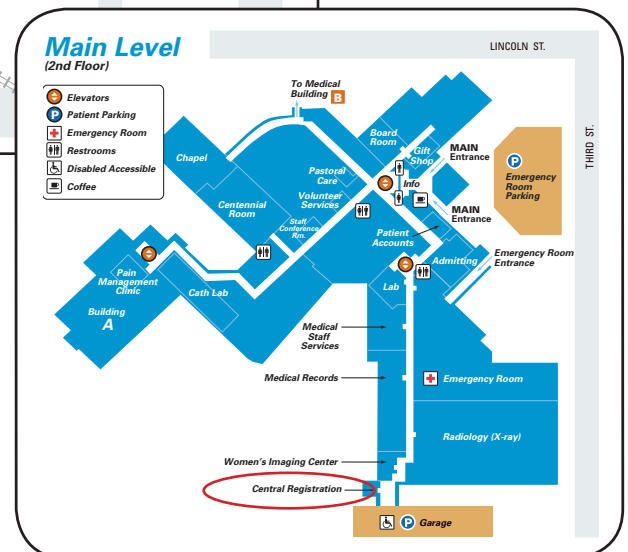 Main Level
(2nd Floor)
LINCOLN ST.
THIRD ST.
Elevators
P Patient Parking
Emergency Room
Restrooms
Disabled Accessible
Coffee
To Medical
Building B
Board
Room
Gift
Shop
MAIN
Entrance
P
Emergency
Room
Parking
Chapel
Pastoral
Care
Info
Volunteer
Services
Centennial
Room
Staff
Conference
Rm.
MAIN
Entrance
Patient
Accounts
Admitting
Emergency Room
Entrance
Pain
Management
Clinic
Cath Lab
Building
A
Lab
Medical
Staff
Services
Medical Records
Emergency Room
Radiology (X-ray)
Women's Imaging Center
Central Registration
P Garage